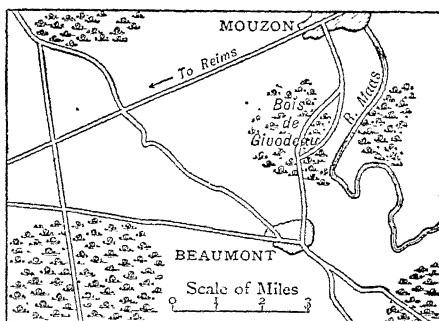 MOUZON
To Reims
Bois
de
Givodeau
R. Maas
BEAUMONT
Scale of Miles
0 1 2 3